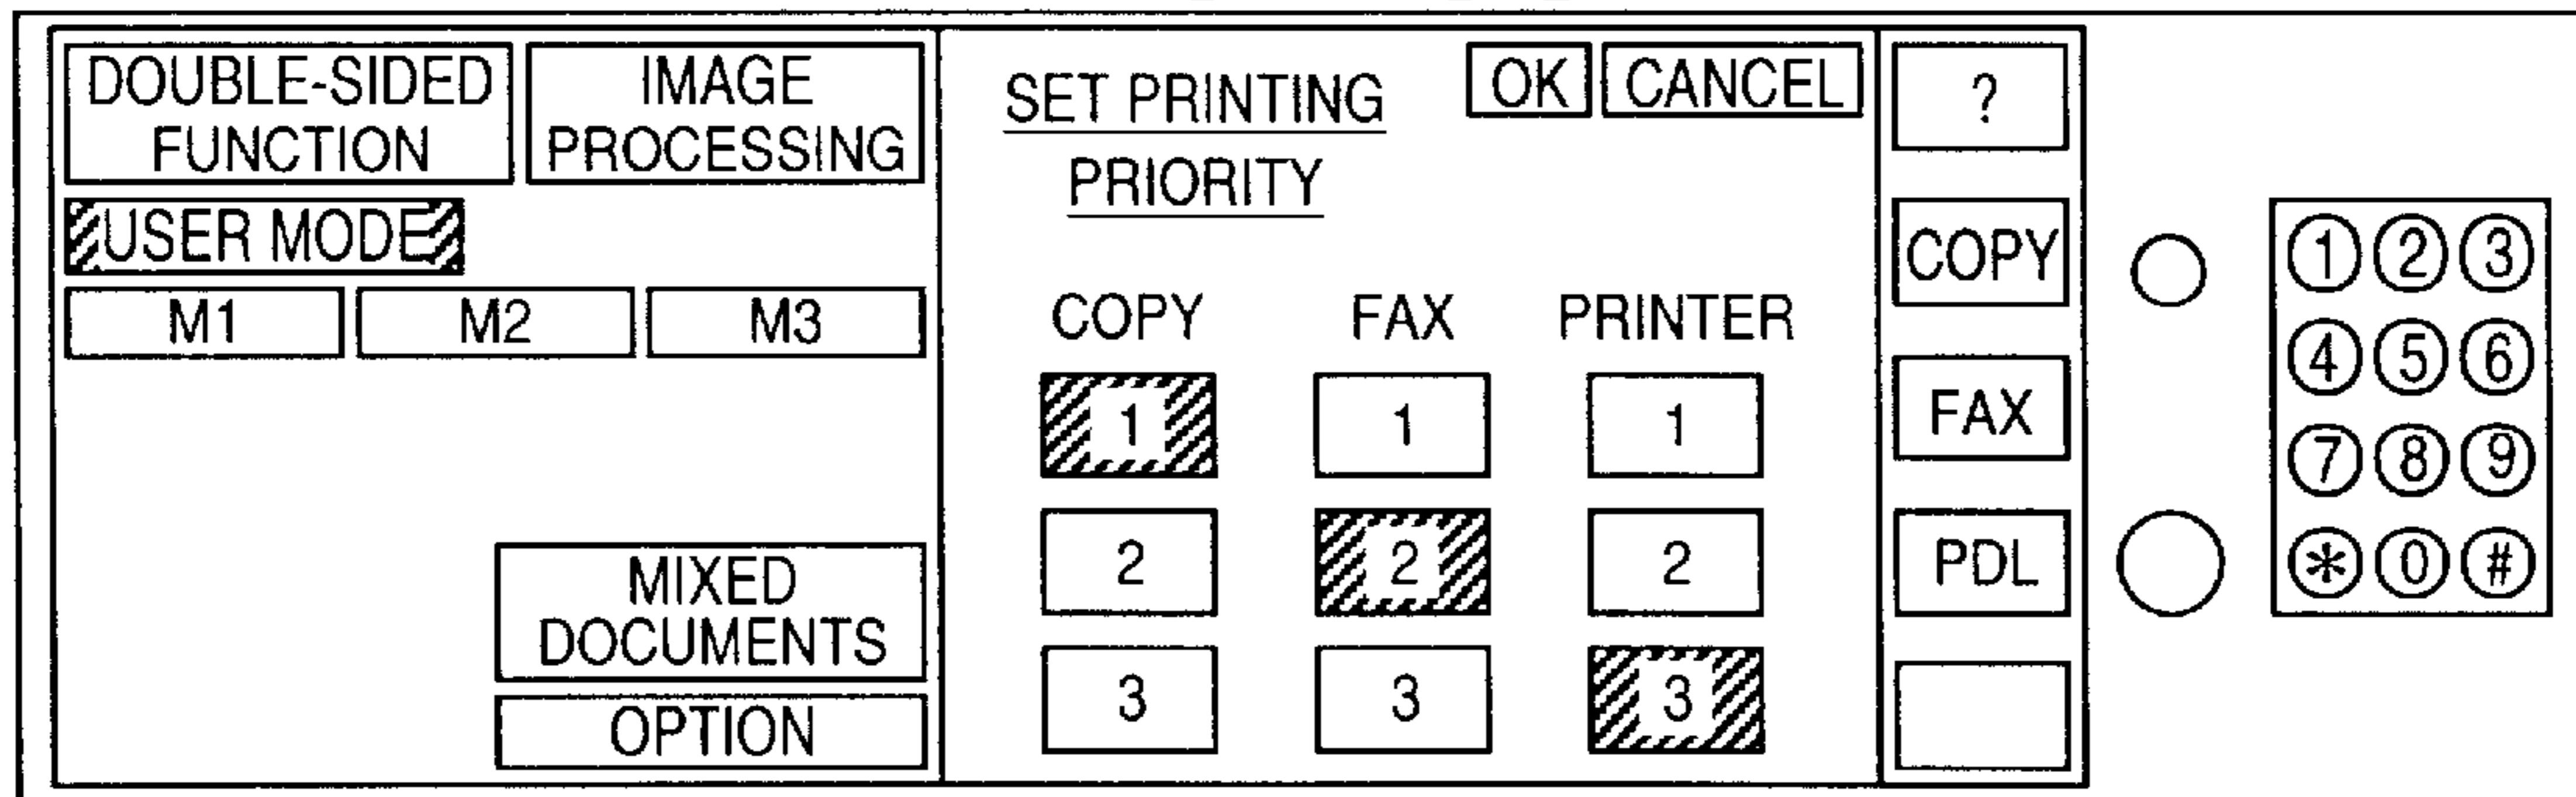 DOUBLE-SIDED
FUNCTION
IMAGE
PROCESSING
USER MODE
M1 M2 M3
MIXED
DOCUMENTS
OPTION
SET PRINTING
PRIORITY
OK CANCEL
COPY FAX PRINTER
1 1 1
2 2 2
3 3 3
?
COPY
FAX
PDL
1 2 3
4 5 6
7 8 9
* 0 #